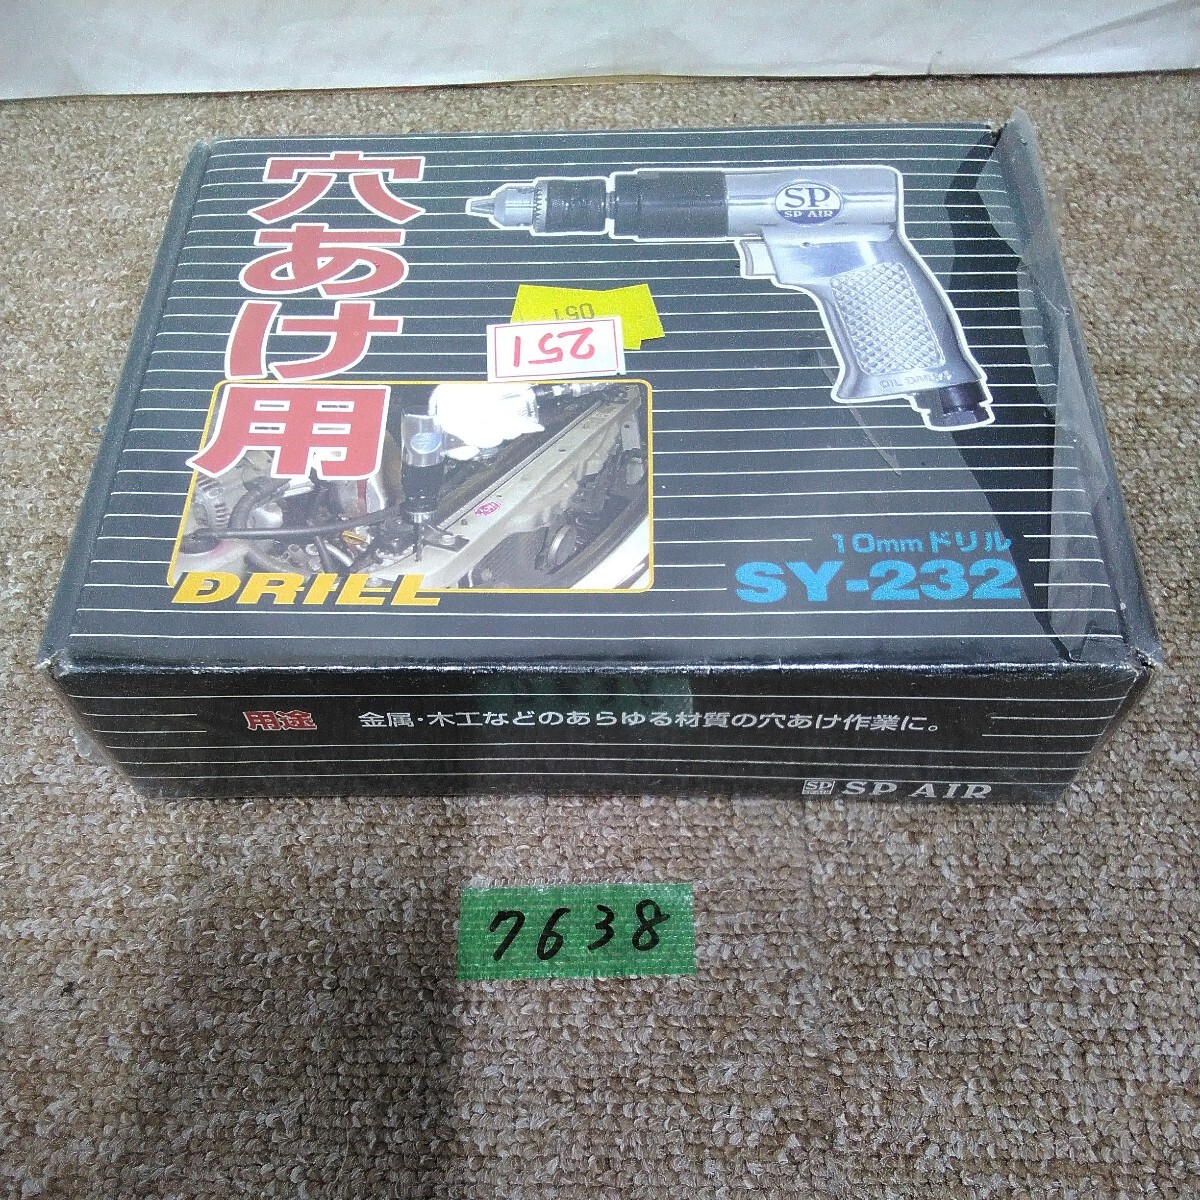 穴あけ用
SP
SP AIR
051
251
DRILL
10mmドリル
SY-232
用途 金属・木工などのあらゆる材質の穴あけ作業に。
SP SP AIR
7638